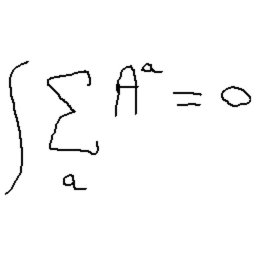 ∫ ∑_a A^a = 0